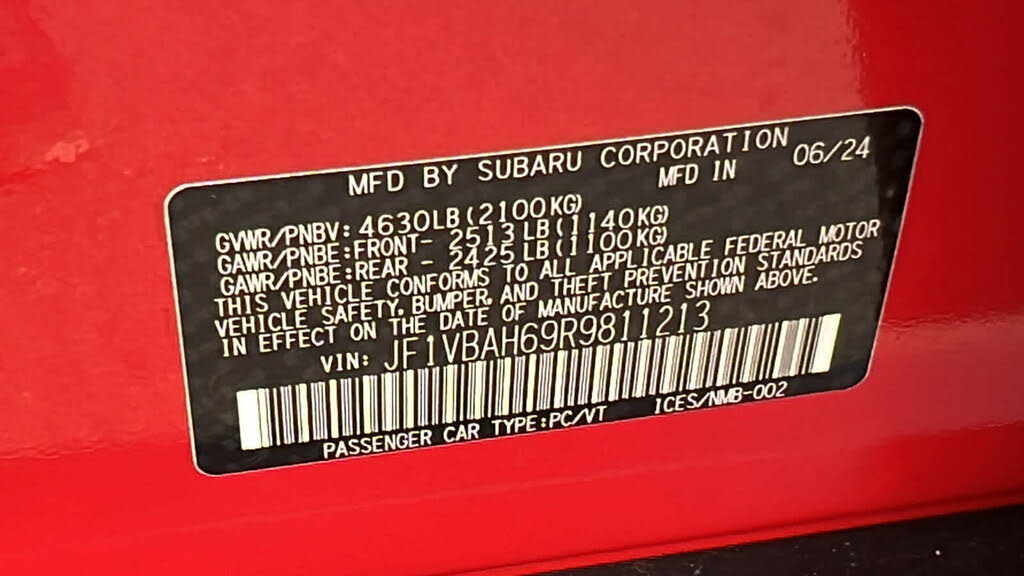 MFD BY SUBARU CORPORATION 06/24
MFD IN
GVWR/PNBV: 4630LB(2100KG)
GAWR/PNBE:FRONT- 2513LB(1140KG)
GAWR/PNBE:REAR - 2425LB(1100KG)
THIS VEHICLE CONFORMS TO ALL APPLICABLE FEDERAL MOTOR
VEHICLE SAFETY, BUMPER, AND THEFT PREVENTION STANDARDS
IN EFFECT ON THE DATE OF MANUFACTURE SHOWN ABOVE.
VIN: JF1VBAH69R9811213
PASSENGER CAR TYPE:PC/VT ICES/NMB-002